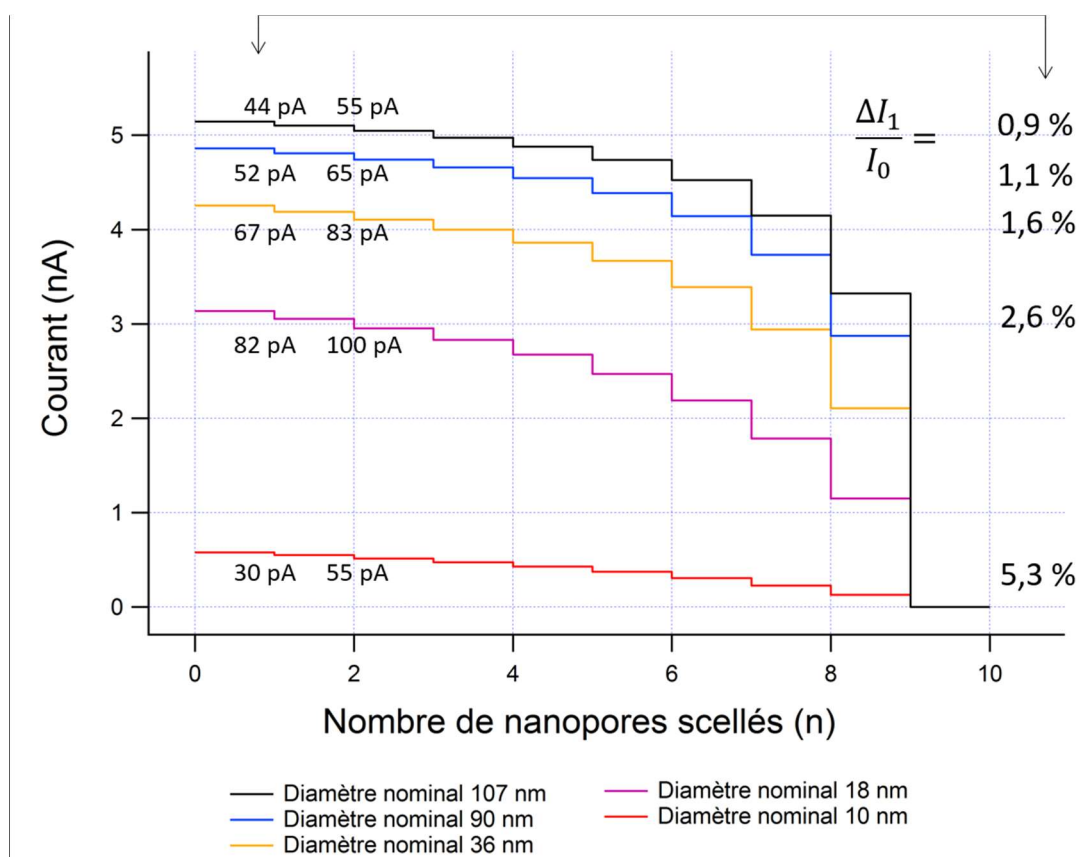 44 pA 55 pA
52 pA 65 pA
67 pA 83 pA
82 pA 100 pA
30 pA 55 pA
ΔI₁/I₀ =
0,9 %
1,1 %
1,6 %
2,6 %
5,3 %
Courant (nA)
5
4
3
2
1
0
0 2 4 6 8 10
Nombre de nanopores scellés (n)
Diamètre nominal 107 nm
Diamètre nominal 90 nm
Diamètre nominal 36 nm
Diamètre nominal 18 nm
Diamètre nominal 10 nm